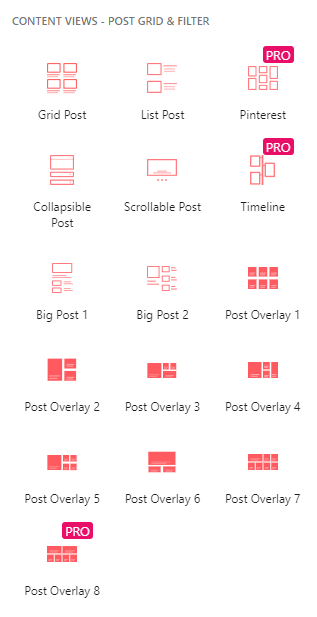 CONTENT VIEWS - POST GRID & FILTER
PRO
Grid Post
List Post
Pinterest
PRO
Collapsible
Post
Scrollable Post
Timeline
Big Post 1
Big Post 2
Post Overlay 1
Post Overlay 2
Post Overlay 3
Post Overlay 4
Post Overlay 5
Post Overlay 6
Post Overlay 7
PRO
Post Overlay 8